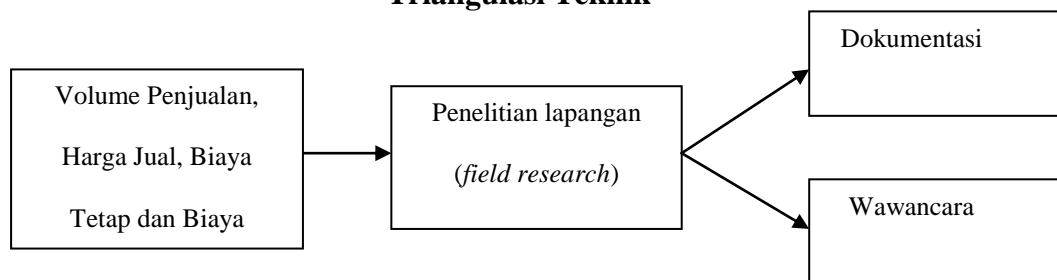 Triangulasi Teknik
Volume Penjualan,
Harga Jual, Biaya
Tetap dan Biaya
Penelitian lapangan
(field research)
Dokumentasi
Wawancara